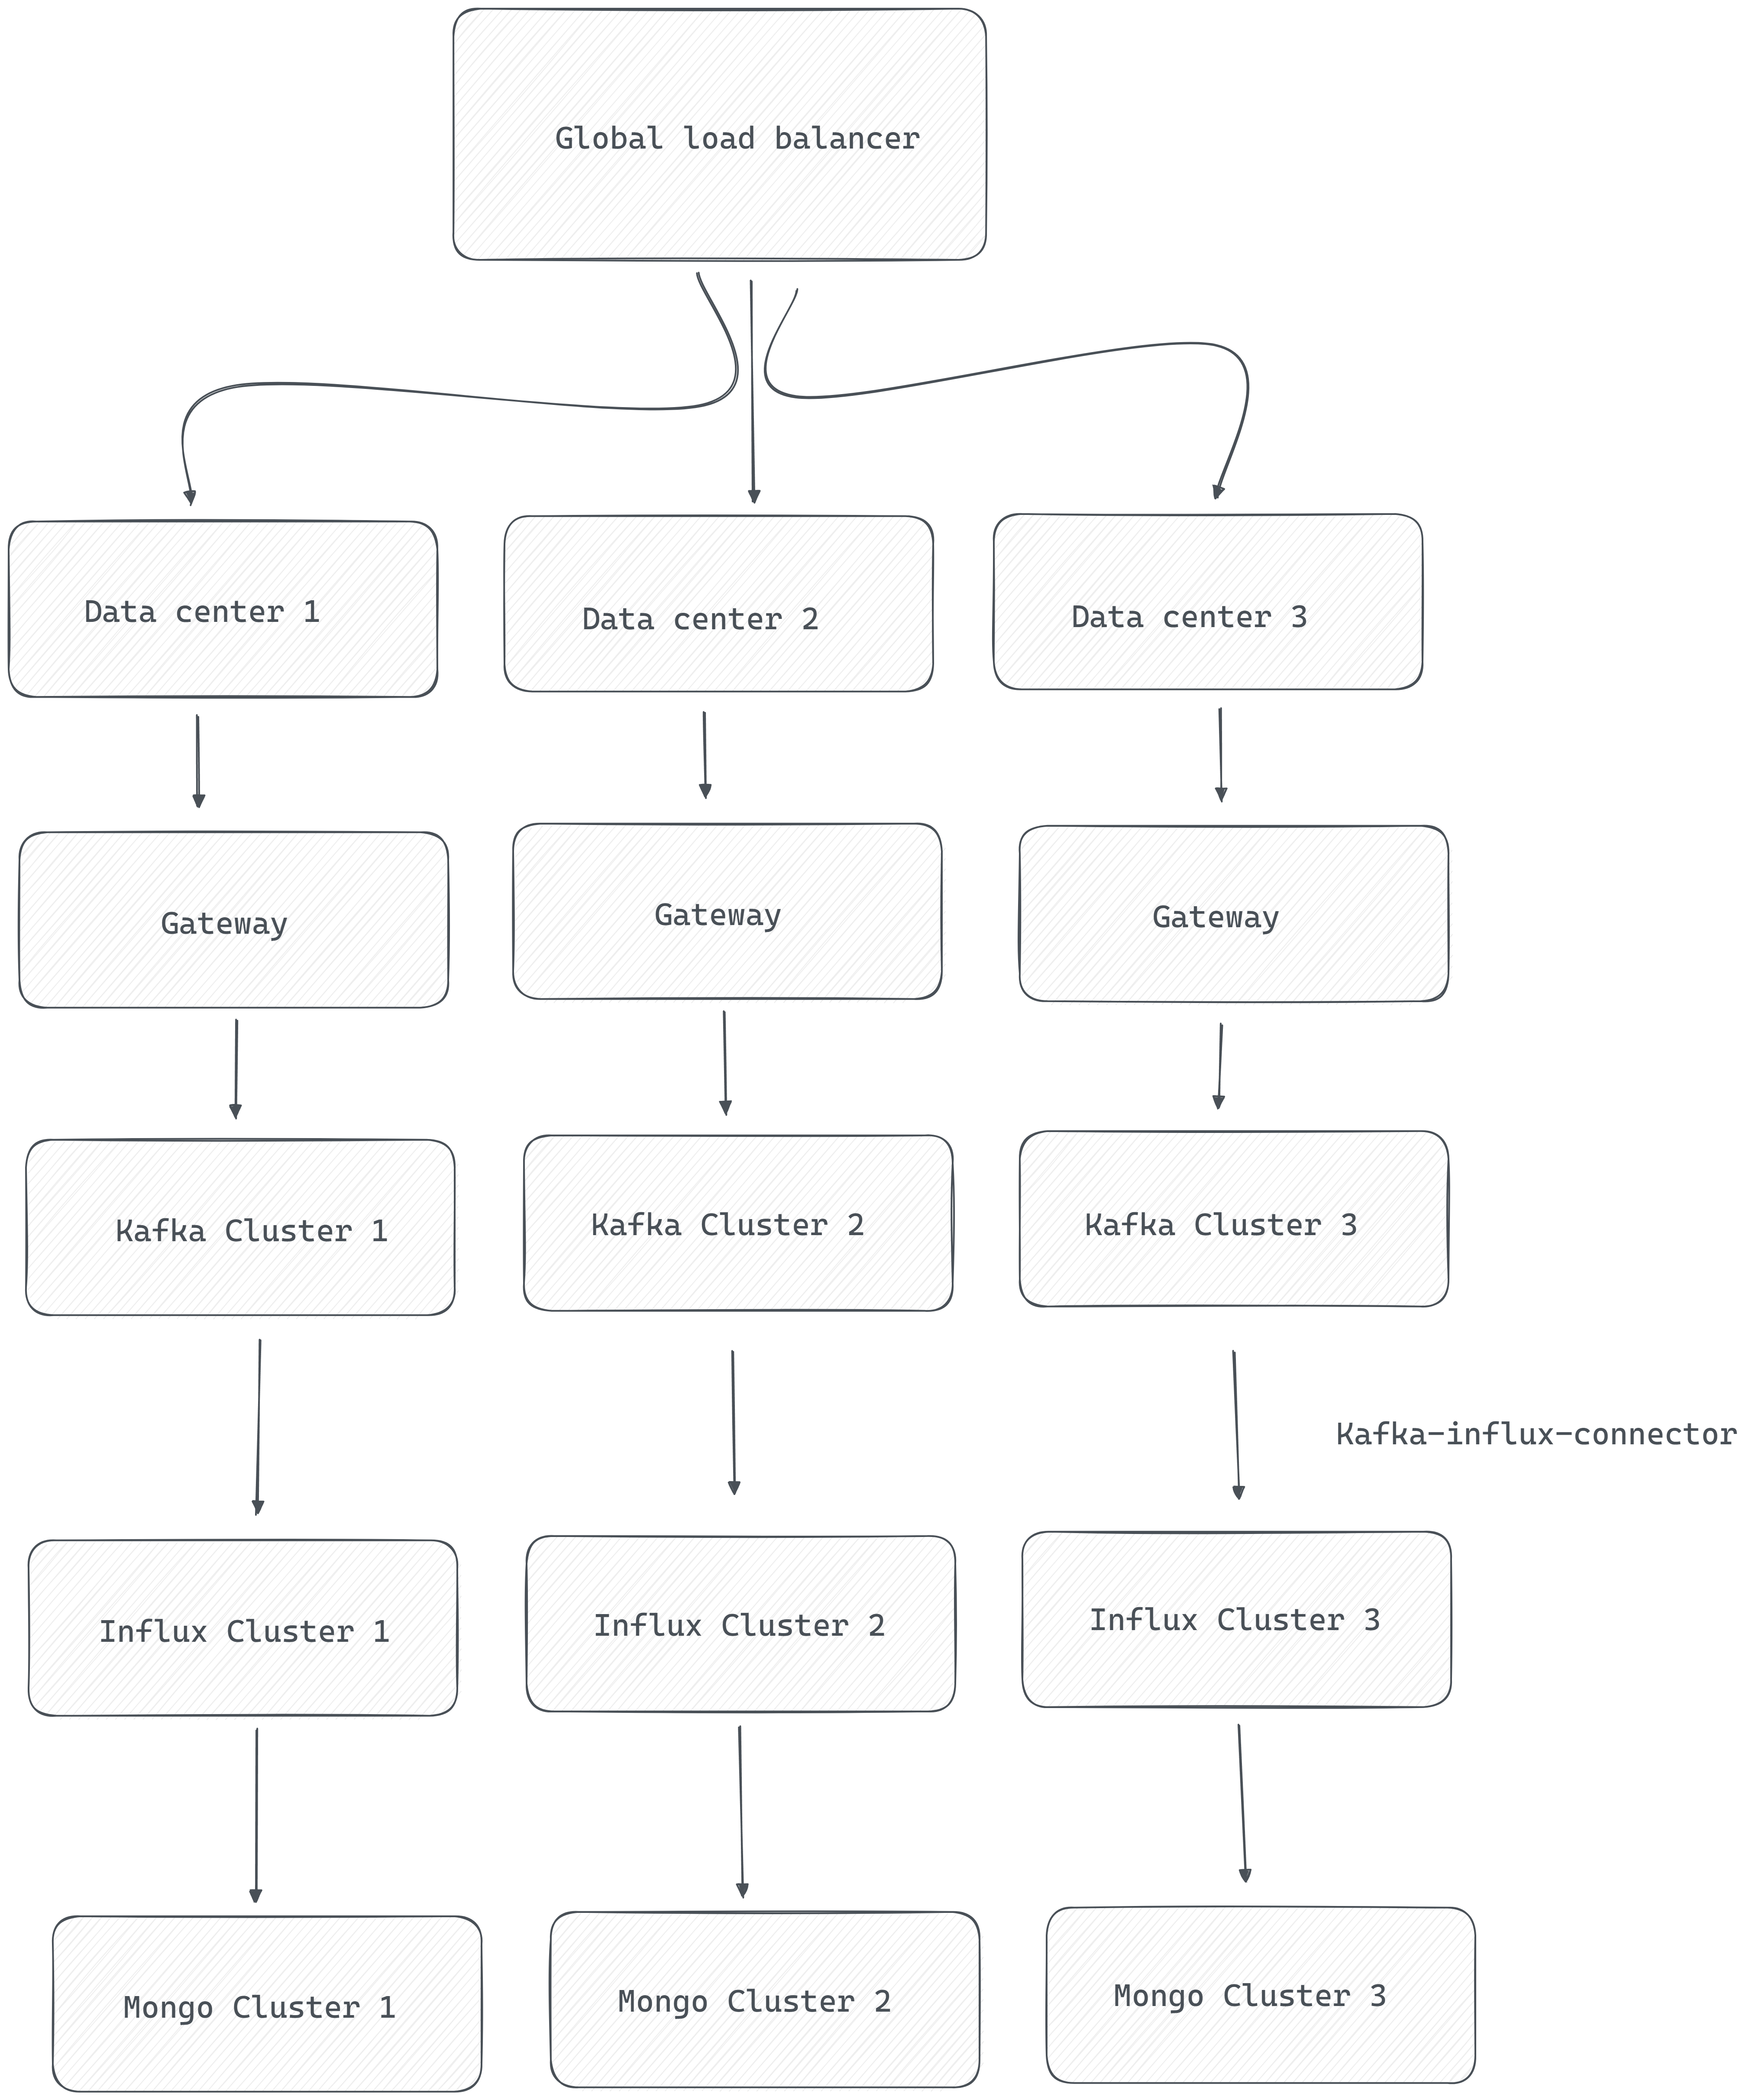 Global load balancer
Data center 1
Data center 2
Data center 3
Gateway
Gateway
Gateway
Kafka Cluster 1
Kafka Cluster 2
Kafka Cluster 3
Kafka-influx-connector
Influx Cluster 1
Influx Cluster 2
Influx Cluster 3
Mongo Cluster 1
Mongo Cluster 2
Mongo Cluster 3